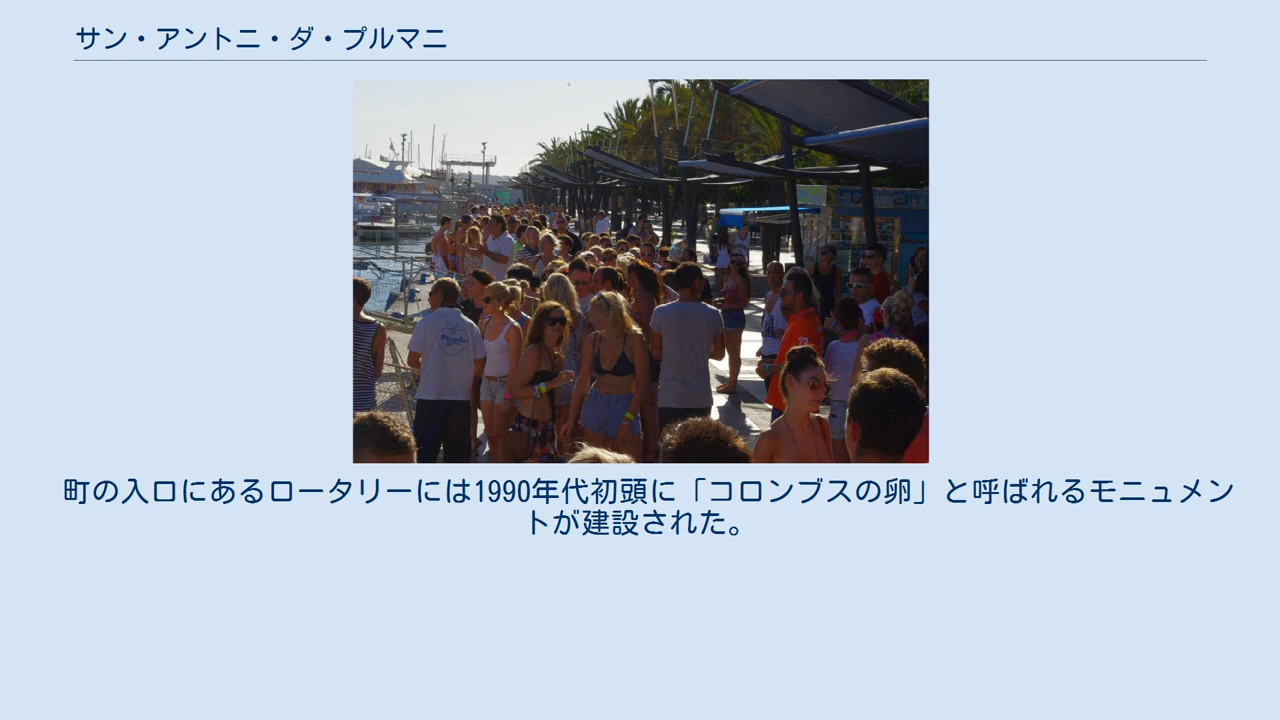 サン・アントニ・ダ・プルマニ
町の入口にあるロータリーには1990年代初頭に「コロンブスの卵」と呼ばれるモニュメン
トが建設された。